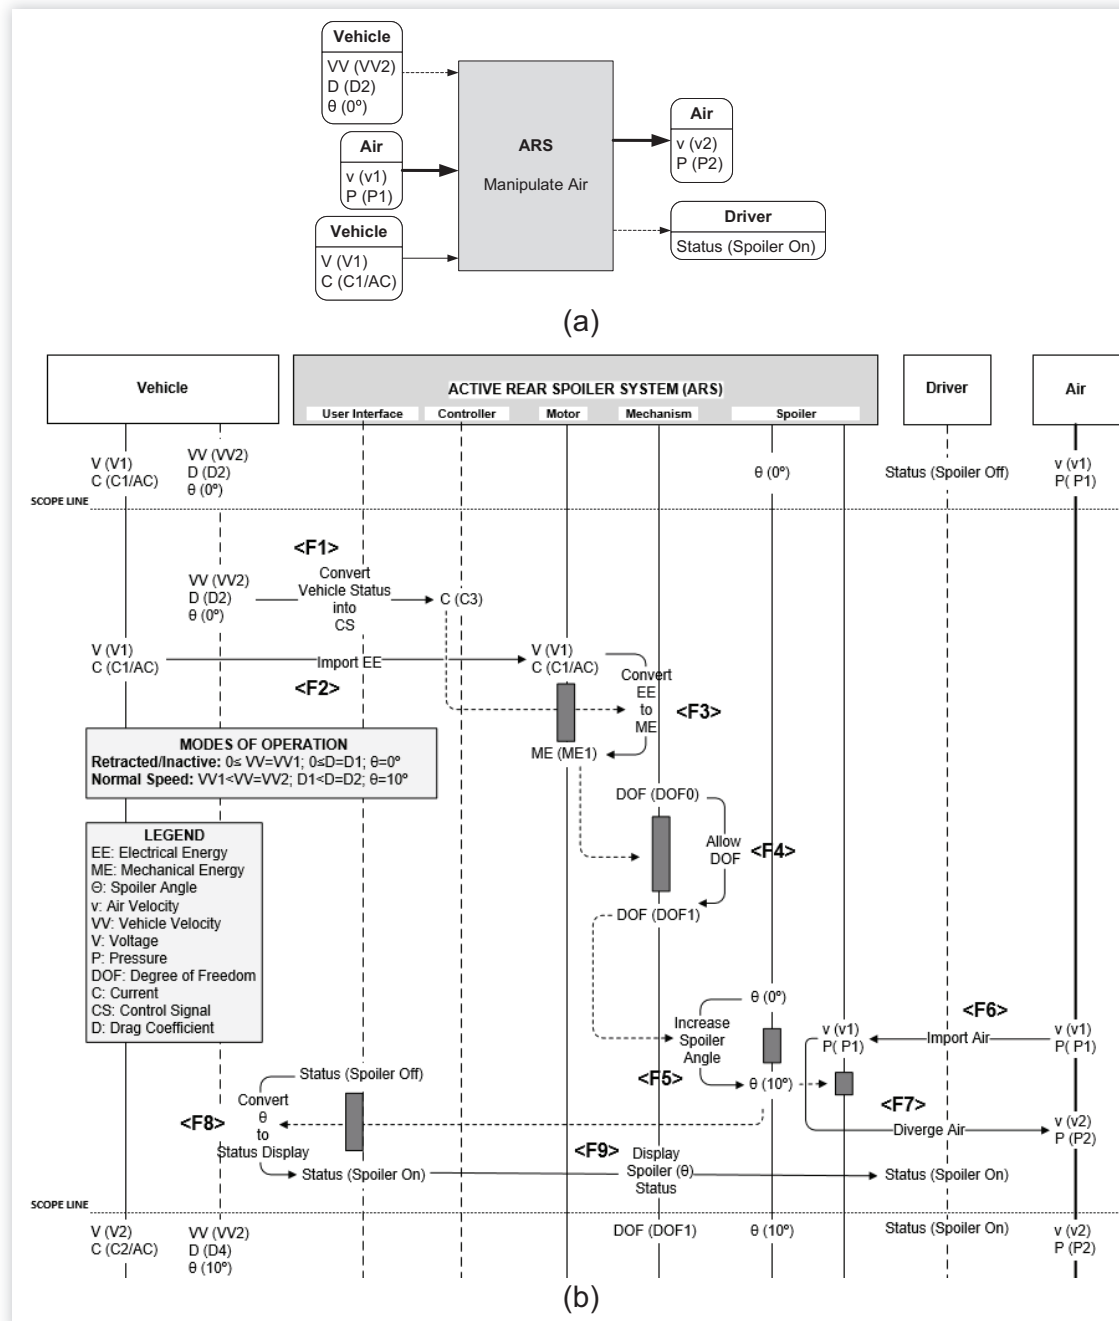 Vehicle
VV (VV2)
D (D2)
θ (0º)
Air
v (v1)
P (P1)
Vehicle
V (V1)
C (C1/AC)
ARS
Manipulate Air
Air
v (v2)
P (P2)
Driver
Status (Spoiler On)
(a)
Vehicle
ACTIVE REAR SPOILER SYSTEM (ARS)
User Interface
Controller
Motor
Mechanism
Spoiler
Driver
Air
V (V1)
C (C1/AC)
VV (VV2)
D (D2)
θ (0º)
θ (0º)
Status (Spoiler Off)
v (v1)
P( P1)
SCOPE LINE
<F1>
VV (VV2)
D (D2)
θ (0º)
Convert
Vehicle Status
into
CS
C (C3)
V (V1)
C (C1/AC)
Import EE
<F2>
V (V1)
C (C1/AC)
Convert
EE
to
ME
<F3>
ME (ME1)
MODES OF OPERATION
Retracted/Inactive: 0≤ VV=VV1; 0≤D=D1; θ=0º
Normal Speed: VV1<VV=VV2; D1<D=D2; θ=10º
DOF (DOF0)
Allow
DOF
<F4>
DOF (DOF1)
LEGEND
EE: Electrical Energy
ME: Mechanical Energy
Θ: Spoiler Angle
v: Air Velocity
VV: Vehicle Velocity
V: Voltage
P: Pressure
DOF: Degree of Freedom
C: Current
CS: Control Signal
D: Drag Coefficient
θ (0º)
Increase
Spoiler
Angle
<F5>
θ (10º)
v (v1)
P( P1)
<F6>
Import Air
v (v1)
P( P1)
<F7>
Diverge Air
v (v2)
P (P2)
Status (Spoiler Off)
<F8>
Convert
θ
to
Status Display
Status (Spoiler On)
<F9>
Display
Spoiler (θ)
Status
Status (Spoiler On)
SCOPE LINE
V (V2)
C (C2/AC)
VV (VV2)
D (D4)
θ (10º)
DOF (DOF1)
θ (10º)
Status (Spoiler On)
v (v2)
P (P2)
(b)